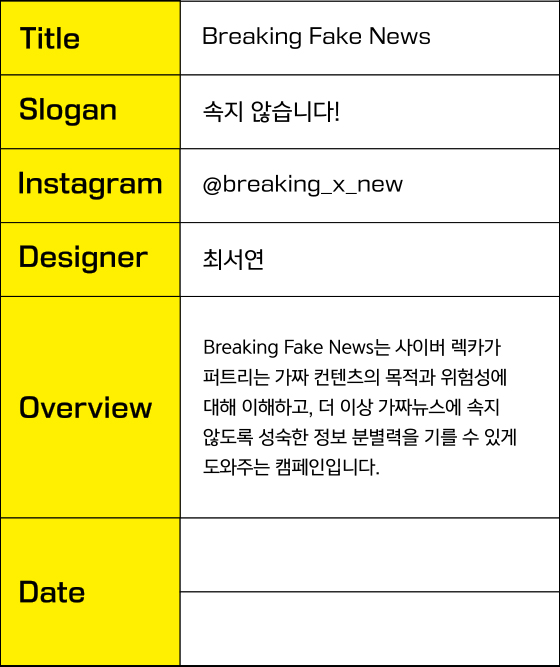 Title
Breaking Fake News
Slogan
속지 않습니다!
Instagram
@breaking_x_new
Designer
최서연
Overview
Breaking Fake News는 사이버 렉카가
퍼트리는 가짜 컨텐츠의 목적과 위험성에
대해 이해하고, 더 이상 가짜뉴스에 속지
않도록 성숙한 정보 분별력을 기를 수 있게
도와주는 캠페인입니다.
Date